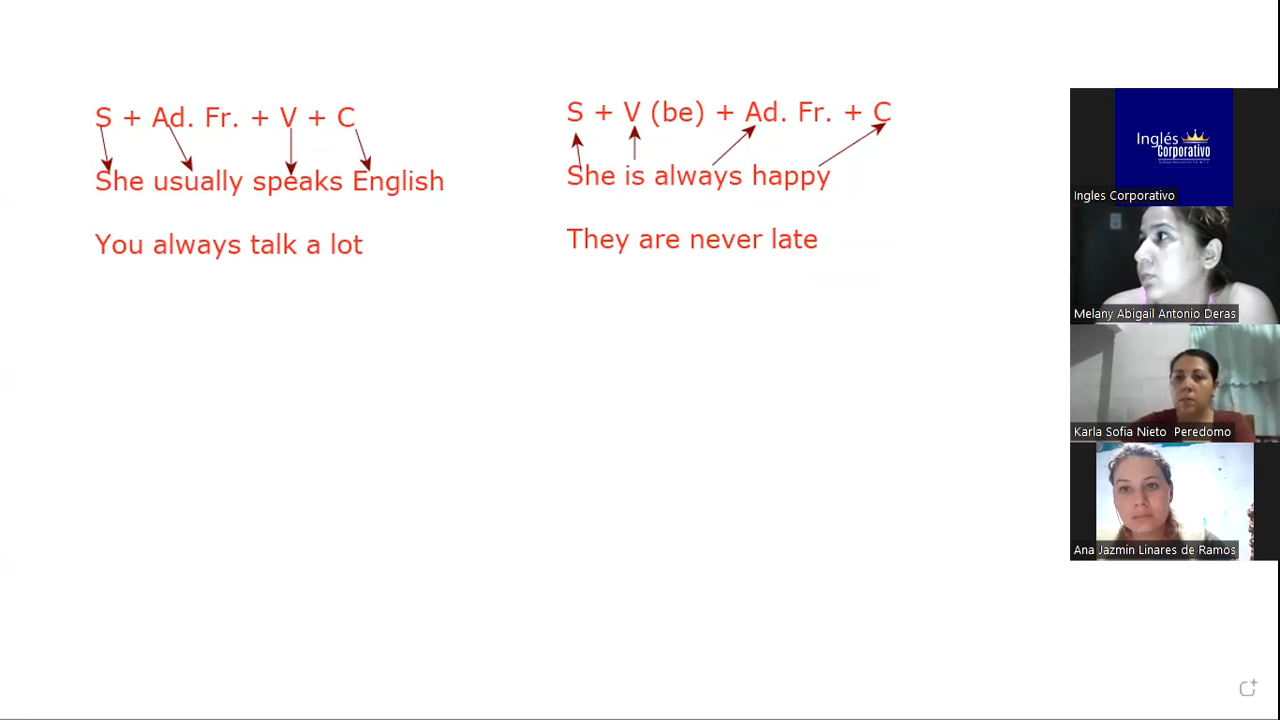 S + Ad. Fr. + V + C
She usually speaks English
You always talk a lot
S + V (be) + Ad. Fr. + C
She is always happy
They are never late
Inglés
Corporativo
Ingles Corporativo
Melany Abigail Antonio Deras
Karla Sofia Nieto Peredomo
Ana Jazmin Linares de Ramos